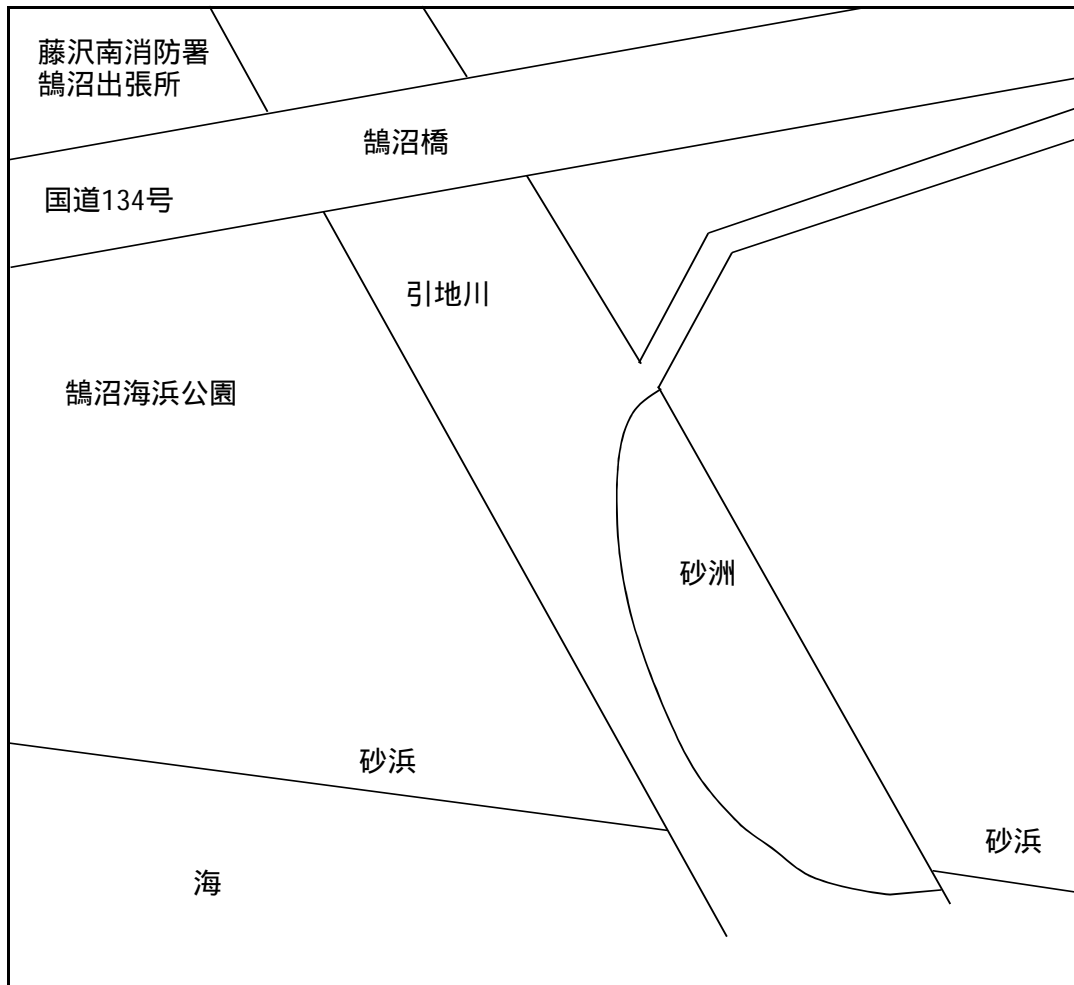 藤沢南消防署
鵠沼出張所
鵠沼橋
国道134号
引地川
鵠沼海浜公園
砂洲
砂浜
砂浜
海